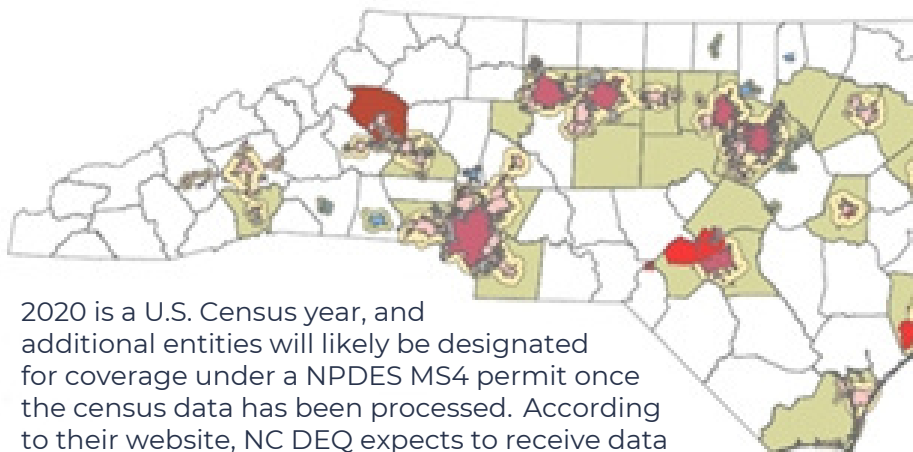 2020 is a U.S. Census year, and
additional entities will likely be designated
for coverage under a NPDES MS4 permit once
the census data has been processed. According
to their website, NC DEQ expects to receive data